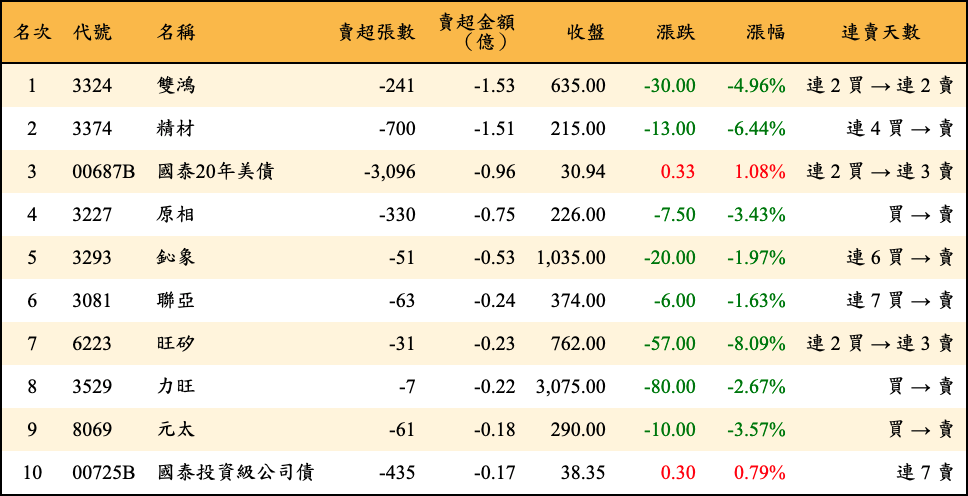 名次 代號 名稱 賣超張數 賣超金額（億） 收盤 漲跌 漲幅 連賣天數
1 3324 雙鴻 -241 -1.53 635.00 -30.00 -4.96% 連 2 買 → 連 2 賣
2 3374 精材 -700 -1.51 215.00 -13.00 -6.44% 連 4 買 → 賣
3 00687B 國泰20年美債 -3,096 -0.96 30.94 0.33 1.08% 連 2 買 → 連 3 賣
4 3227 原相 -330 -0.75 226.00 -7.50 -3.43% 買 → 賣
5 3293 鈊象 -51 -0.53 1,035.00 -20.00 -1.97% 連 6 買 → 賣
6 3081 聯亞 -63 -0.24 374.00 -6.00 -1.63% 連 7 買 → 賣
7 6223 旺矽 -31 -0.23 762.00 -57.00 -8.09% 連 2 買 → 連 3 賣
8 3529 力旺 -7 -0.22 3,075.00 -80.00 -2.67% 買 → 賣
9 8069 元太 -61 -0.18 290.00 -10.00 -3.57% 買 → 賣
10 00725B 國泰投資級公司債 -435 -0.17 38.35 0.30 0.79% 連 7 賣